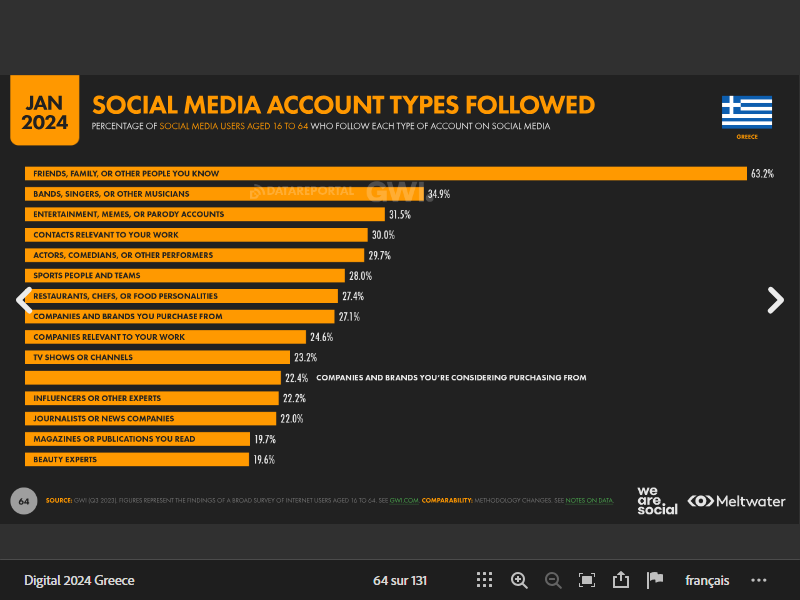 JAN
2024
SOCIAL MEDIA ACCOUNT TYPES FOLLOWED
PERCENTAGE OF SOCIAL MEDIA USERS AGED 16 TO 64 WHO FOLLOW EACH TYPE OF ACCOUNT ON SOCIAL MEDIA
GREECE
FRIENDS, FAMILY, OR OTHER PEOPLE YOU KNOW 63.2%
DATAREPORTAL GWI.
BANDS, SINGERS, OR OTHER MUSICIANS 34.9%
ENTERTAINMENT, MEMES, OR PARODY ACCOUNTS 31.5%
CONTACTS RELEVANT TO YOUR WORK 30.0%
ACTORS, COMEDIANS, OR OTHER PERFORMERS 29.7%
SPORTS PEOPLE AND TEAMS 28.0%
RESTAURANTS, CHEFS, OR FOOD PERSONALITIES 27.4%
COMPANIES AND BRANDS YOU PURCHASE FROM 27.1%
COMPANIES RELEVANT TO YOUR WORK 24.6%
TV SHOWS OR CHANNELS 23.2%
22.4% COMPANIES AND BRANDS YOU'RE CONSIDERING PURCHASING FROM
INFLUENCERS OR OTHER EXPERTS 22.2%
JOURNALISTS OR NEWS COMPANIES 22.0%
MAGAZINES OR PUBLICATIONS YOU READ 19.7%
BEAUTY EXPERTS 19.6%
64 SOURCE: GWI (Q3 2023). FIGURES REPRESENT THE FINDINGS OF A BROAD SURVEY OF INTERNET USERS AGED 16 TO 64. SEE GWI.COM. COMPARABILITY: METHODOLOGY CHANGES. SEE NOTES ON DATA.
we
are
social
Meltwater
Digital 2024 Greece 64 sur 131 français